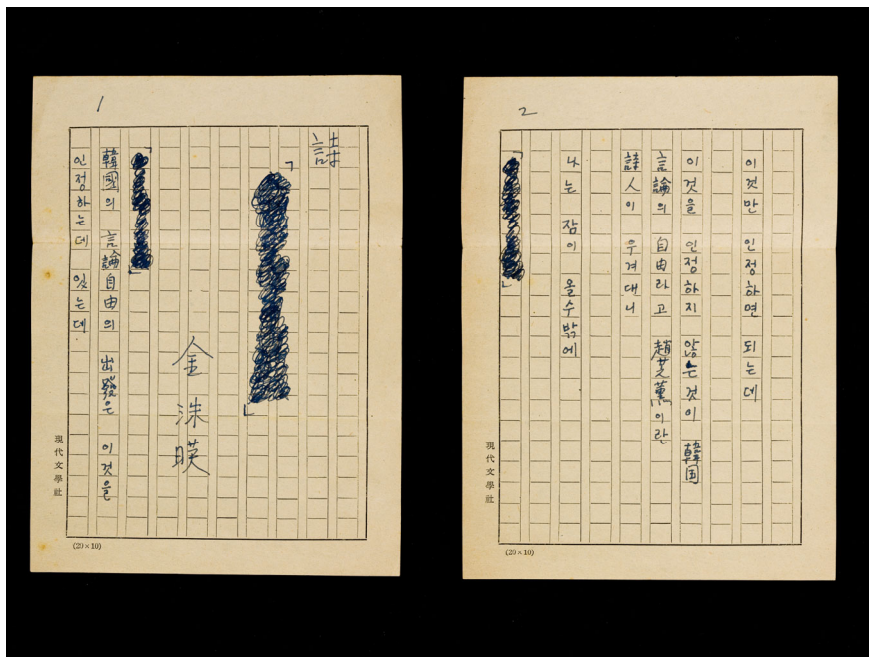 1
詩
「」
金洙暎
「」
韓國의 言論自由의 出發은 이것을
인정하는데 있는데
現代文學社
(20×10)
2
이것만 인정하면 되는데
이것을 인정하지 않는것이 韓国
言論의 自由라고 趙芝薰이란
詩人이 우겨대니
나는 잠이 올수밖에
「」
現代文學社
(20×10)